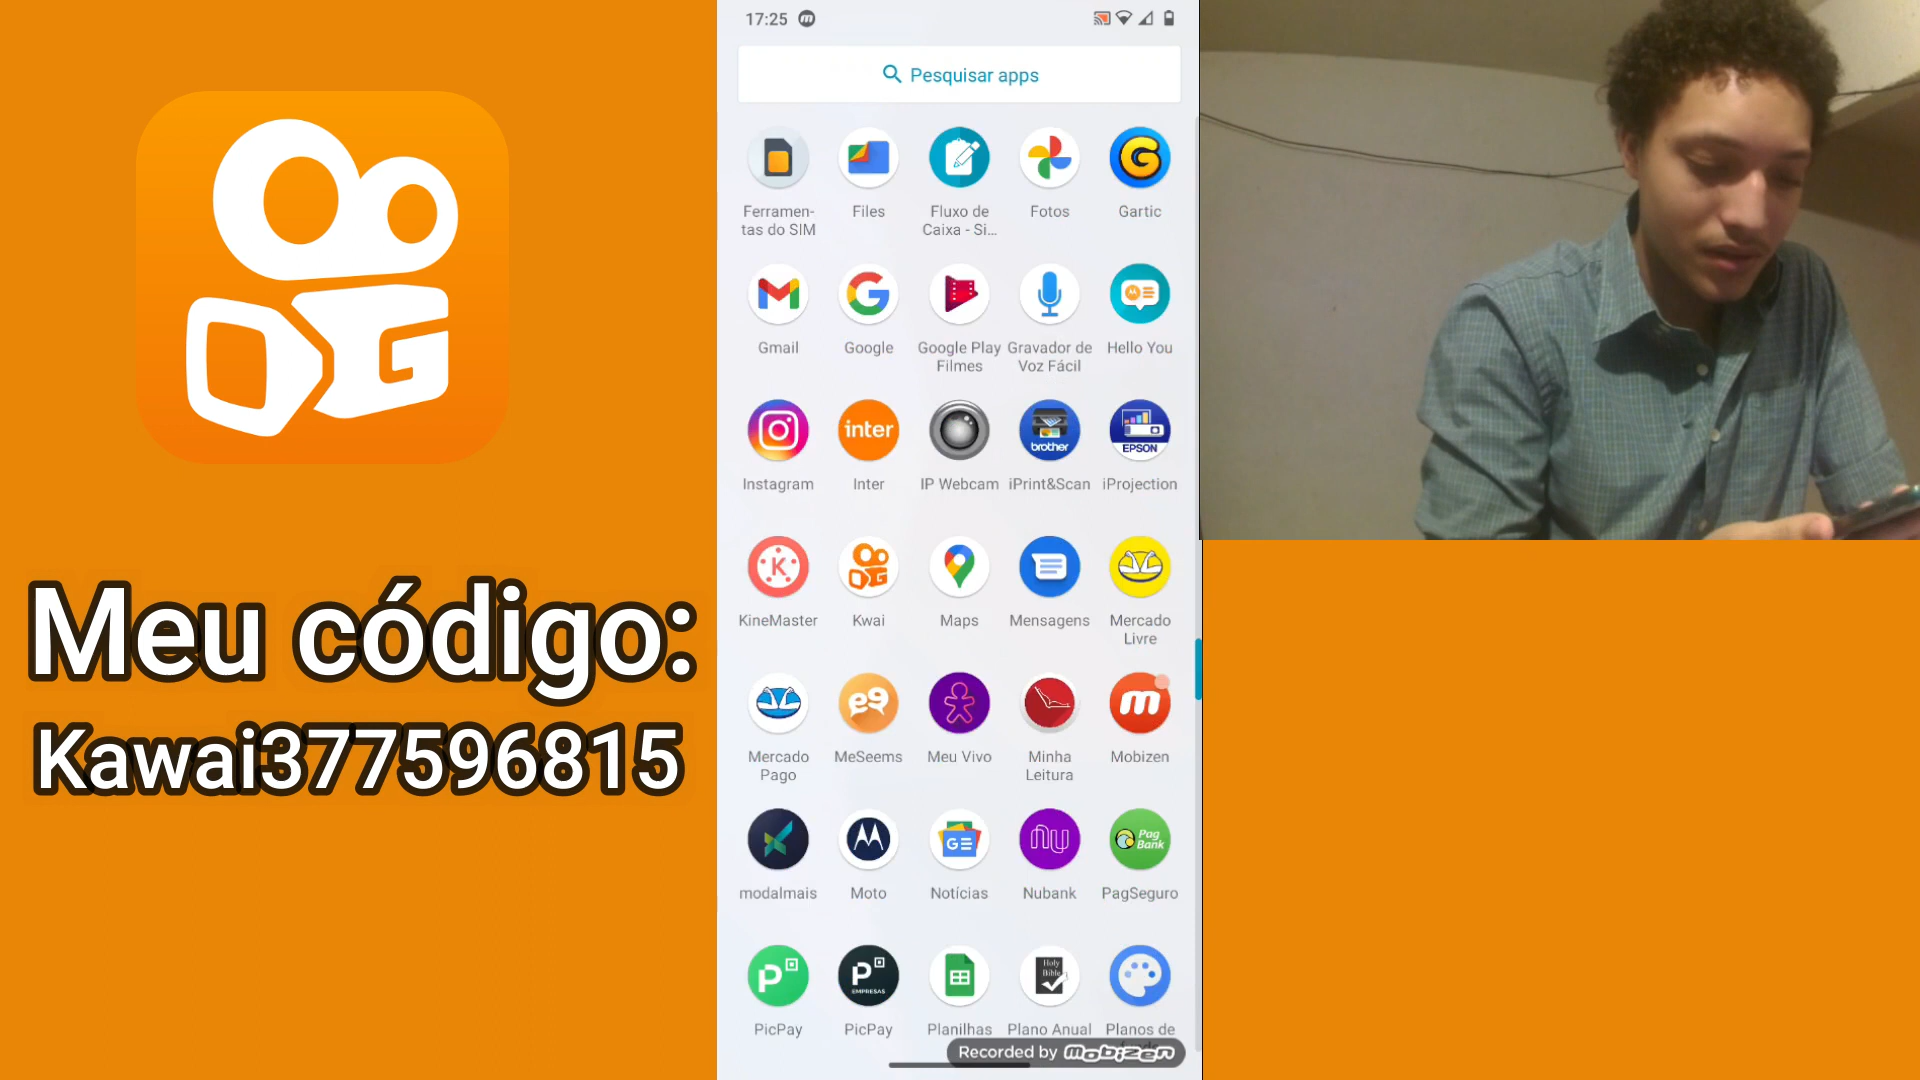 Meu código:
Kawai377596815
17:25
Pesquisar apps
Ferramen-
tas do SIM
Files
Fluxo de
Caixa - Si...
Fotos
Gartic
Gmail
Google
Google Play
Filmes
Gravador de
Voz Fácil
Hello You
inter
brother
EPSON
Instagram
Inter
IP Webcam
iPrint&Scan
iProjection
KineMaster
Kwai
Maps
Mensagens
Mercado
Livre
Mercado
Pago
MeSeems
Meu Vivo
Minha
Leitura
Mobizen
Pag
Bank
modalmais
Moto
Notícias
Nubank
PagSeguro
EMPRESAS
Holy
Bible
PicPay
PicPay
Planilhas
Plano Anual
Planos de
Recorded by mobizen